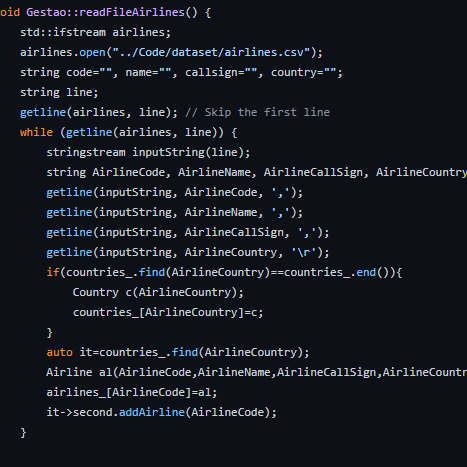 oid Gestao::readFileAirlines() {
std::ifstream airlines;
airlines.open("../Code/dataset/airlines.csv");
string code="", name="", callsign="", country="";
string line;
getline(airlines, line); // Skip the first line
while (getline(airlines, line)) {
stringstream inputString(line);
string AirlineCode, AirlineName, AirlineCallSign, AirlineCountry
getline(inputString, AirlineCode, ',');
getline(inputString, AirlineName, ',');
getline(inputString, AirlineCallSign, ',');
getline(inputString, AirlineCountry, '\r');
if(countries_.find(AirlineCountry)==countries_.end()){
Country c(AirlineCountry);
countries_[AirlineCountry]=c;
}
auto it=countries_.find(AirlineCountry);
Airline al(AirlineCode,AirlineName,AirlineCallSign,AirlineCountr
airlines_[AirlineCode]=al;
it->second.addAirline(AirlineCode);
}